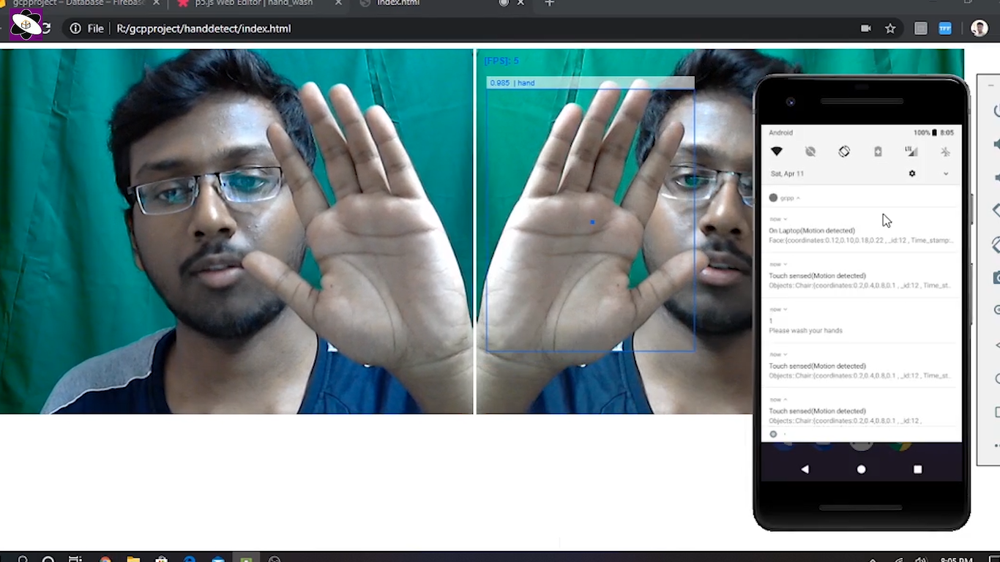 gcpproject – Database – Firebase
p5.js Web Editor | hand_wash
index.html
File
R:/gcpproject/handdetect/index.html
TFF
[FPS]: 5
0.985 | hand
Android
100%
8:05
LTE
Sat, Apr 11
gcpp
now
On Laptop(Motion detected)
Face:{coordinates:0.12,0.10,0.18,0.22 , _id:12 , Time_stamp:..
now
Touch sensed(Motion detected)
Objects::Chair:{coordinates:0.2,0.4,0.8,0.1 , _id:12 , Time_st..
now
1
Please wash your hands
now
Touch sensed(Motion detected)
Objects::Chair:{coordinates:0.2,0.4,0.8,0.1 , _id:12 , Time_st..
now
Touch sensed(Motion detected)
Objects::Chair:{coordinates:0.2,0.4,0.8,0.1 , _id:12 ,
8:05 PM